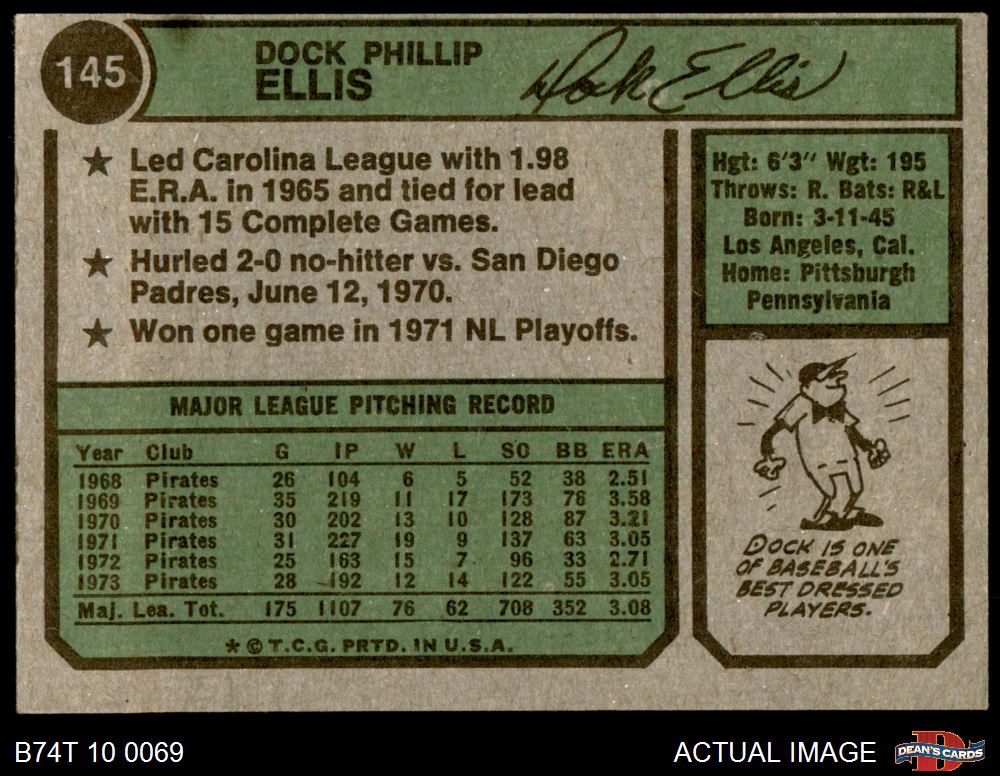 145
DOCK PHILLIP
ELLIS
Dock Ellis
★ Led Carolina League with 1.98
E.R.A. in 1965 and tied for lead
with 15 Complete Games.
★ Hurled 2-0 no-hitter vs. San Diego
Padres, June 12, 1970.
★ Won one game in 1971 NL Playoffs.
Hgt: 6'3" Wgt: 195
Throws: R. Bats: R&L
Born: 3-11-45
Los Angeles, Cal.
Home: Pittsburgh
Pennsylvania
MAJOR LEAGUE PITCHING RECORD
Year Club G IP W L SO BB ERA
1968 Pirates 26 104 6 5 52 38 2.51
1969 Pirates 35 219 11 17 173 76 3.58
1970 Pirates 30 202 13 10 128 87 3.21
1971 Pirates 31 227 19 9 137 63 3.05
1972 Pirates 25 163 15 7 96 33 2.71
1973 Pirates 28 192 12 14 122 55 3.05
Maj. Lea. Tot. 175 1107 76 62 708 352 3.08
* © T.C.G. PRTD. IN U.S.A.
DOCK IS ONE
OF BASEBALL'S
BEST DRESSED
PLAYERS.
B74T 10 0069
ACTUAL IMAGE
DEAN'S CARDS